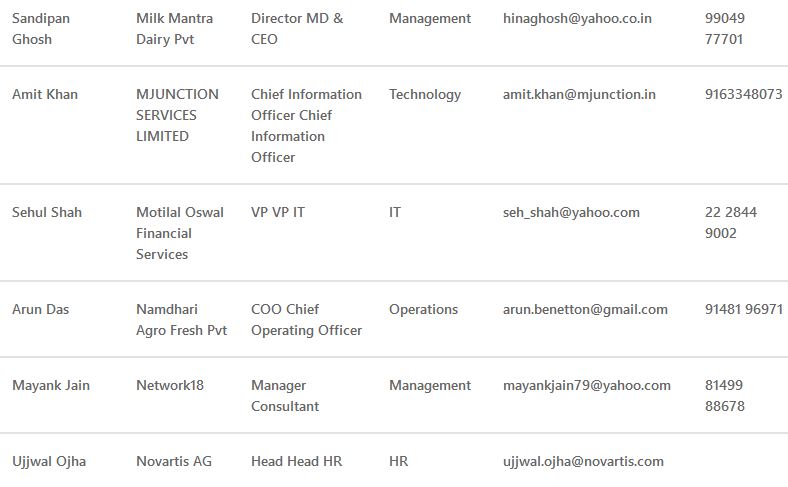 Sandipan Milk Mantra Director MD & Management hinaghosh@yahoo.co.in 99049
Ghosh Dairy Pvt CEO 77701
Amit Khan MJUNCTION Chief Information Technology amit.khan@mjunction.in 9163348073
SERVICES Officer Chief
LIMITED Information
Officer
Sehul Shah Motilal Oswal VP VP IT IT seh_shah@yahoo.com 22 2844
Financial 9002
Services
Arun Das Namdhari COO Chief Operations arun.benetton@gmail.com 91481 96971
Agro Fresh Pvt Operating Officer
Mayank Jain Network18 Manager Management mayankjain79@yahoo.com 81499
Consultant 88678
Ujjwal Ojha Novartis AG Head Head HR HR ujjwal.ojha@novartis.com